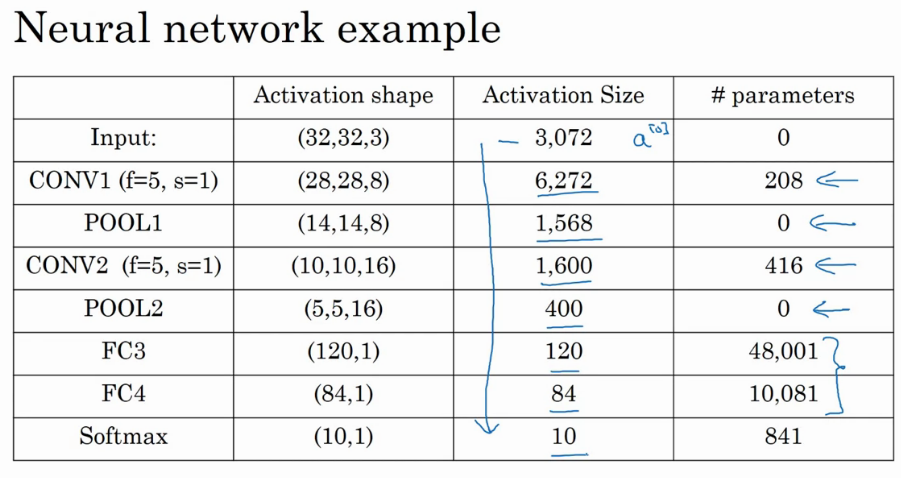 Neural network example
Activation shape Activation Size # parameters
Input: (32,32,3) 3,072 a[0] 0
CONV1 (f=5, s=1) (28,28,8) 6,272 208
POOL1 (14,14,8) 1,568 0
CONV2 (f=5, s=1) (10,10,16) 1,600 416
POOL2 (5,5,16) 400 0
FC3 (120,1) 120 48,001
FC4 (84,1) 84 10,081
Softmax (10,1) 10 841